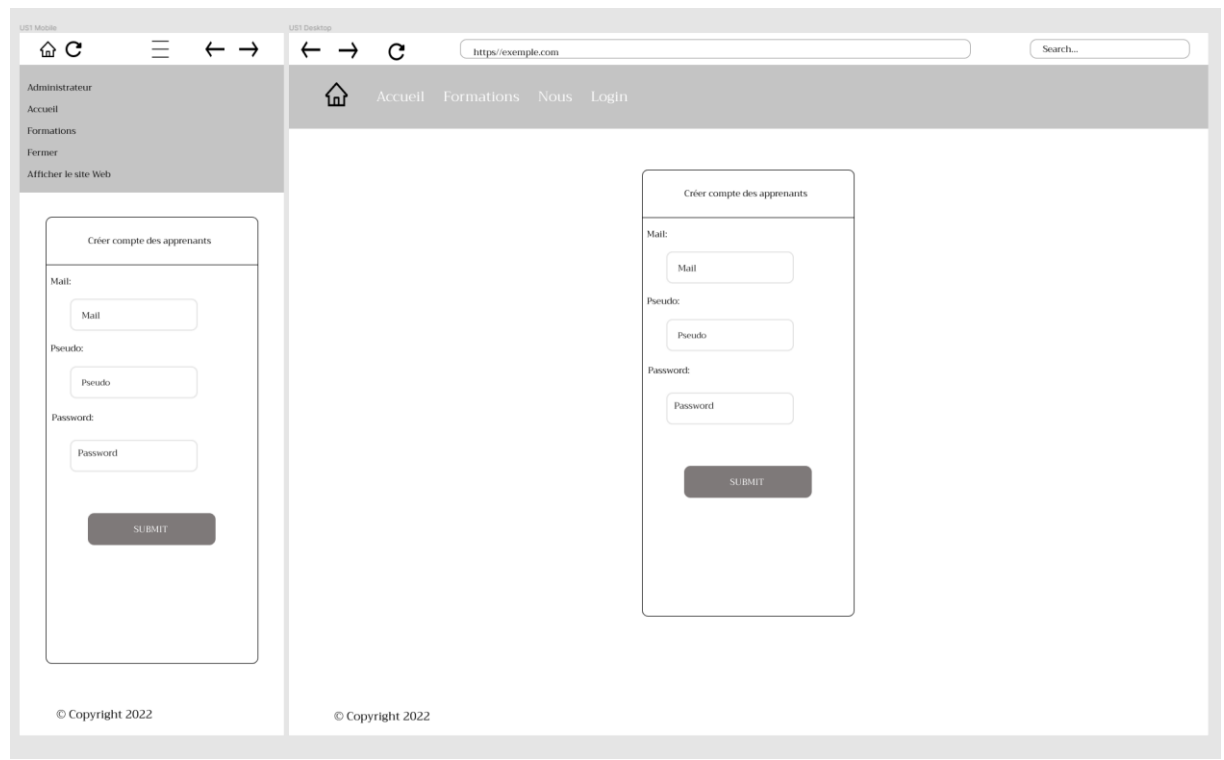 US1 Mobile
Administrateur
Accueil
Formations
Fermer
Afficher le site Web
Créer compte des apprenants
Mail:
Mail
Pseudo:
Pseudo
Password:
Password
SUBMIT
© Copyright 2022
US1 Desktop
https//exemple.com
Search...
Accueil Formations Nous Login
Créer compte des apprenants
Mail:
Mail
Pseudo:
Pseudo
Password:
Password
SUBMIT
© Copyright 2022